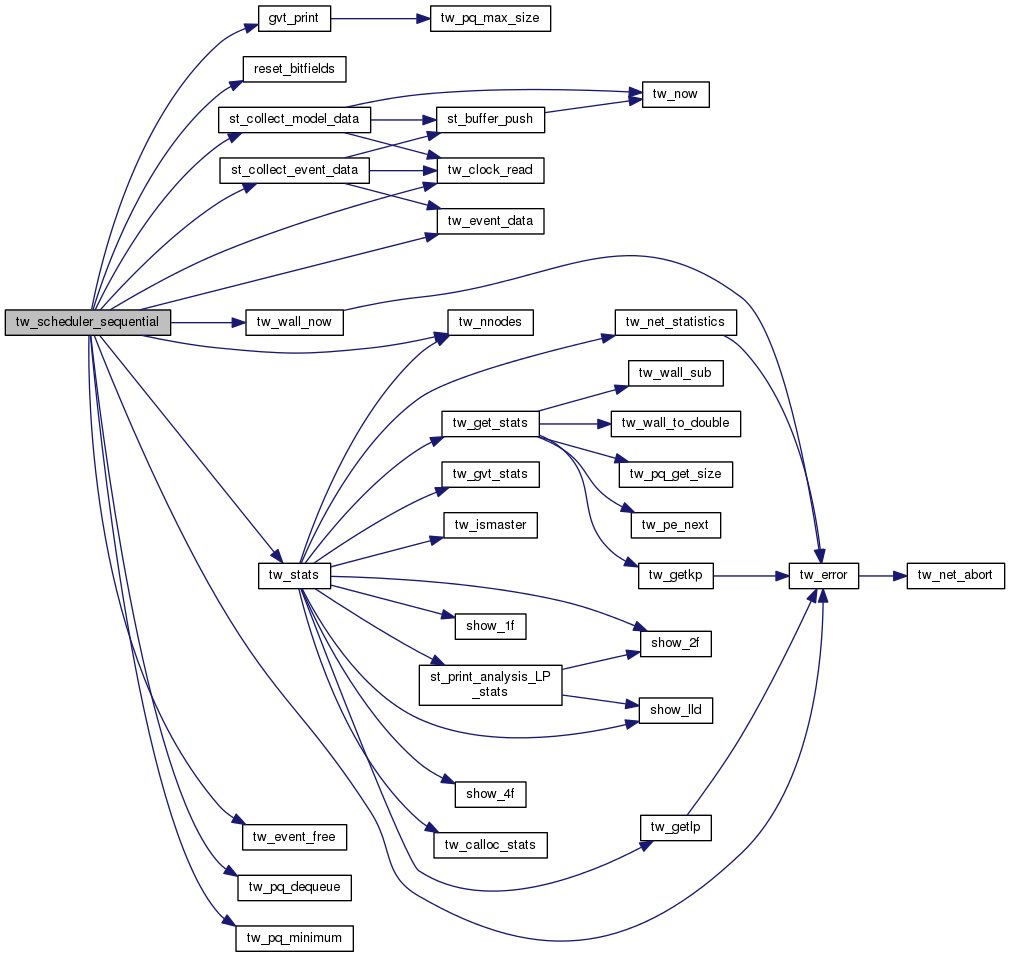 gvt_print
tw_pq_max_size
reset_bitfields
tw_now
st_collect_model_data
st_buffer_push
st_collect_event_data
tw_clock_read
tw_event_data
tw_scheduler_sequential
tw_wall_now
tw_nnodes
tw_net_statistics
tw_wall_sub
tw_get_stats
tw_wall_to_double
tw_gvt_stats
tw_pq_get_size
tw_ismaster
tw_pe_next
tw_stats
tw_getkp
tw_error
tw_net_abort
show_1f
show_2f
st_print_analysis_LP
_stats
show_lld
show_4f
tw_getlp
tw_event_free
tw_calloc_stats
tw_pq_dequeue
tw_pq_minimum